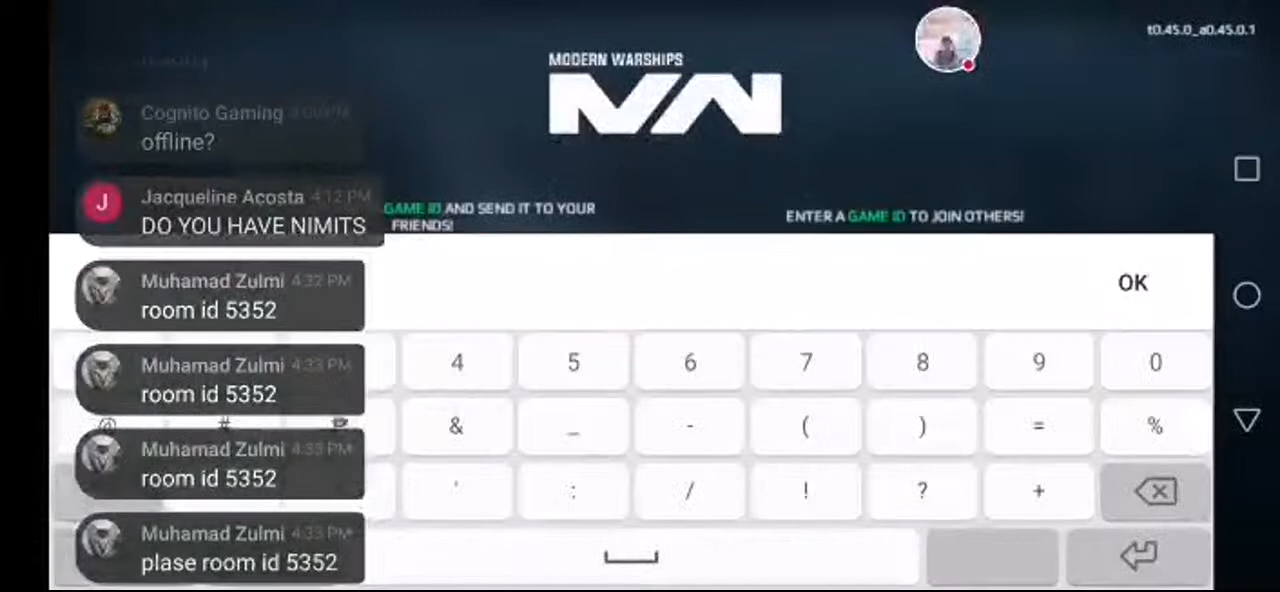 t0.45.0_a0.45.0.1
MODERN WARSHIPS
MW
Cognito Gaming 4:00 PM
offline?
Jacqueline Acosta 4:12 PM
J
DO YOU HAVE NIMITS
GAME ID AND SEND IT TO YOUR
FRIENDS!
ENTER A GAME ID TO JOIN OTHERS!
Muhamad Zulmi 4:32 PM
room id 5352
OK
Muhamad Zulmi 4:33 PM
room id 5352
4 5 6 7 8 9 0
Muhamad Zulmi 4:33 PM
room id 5352
@ # & _ - ( ) = %
' : / ! ? +
Muhamad Zulmi 4:33 PM
plase room id 5352